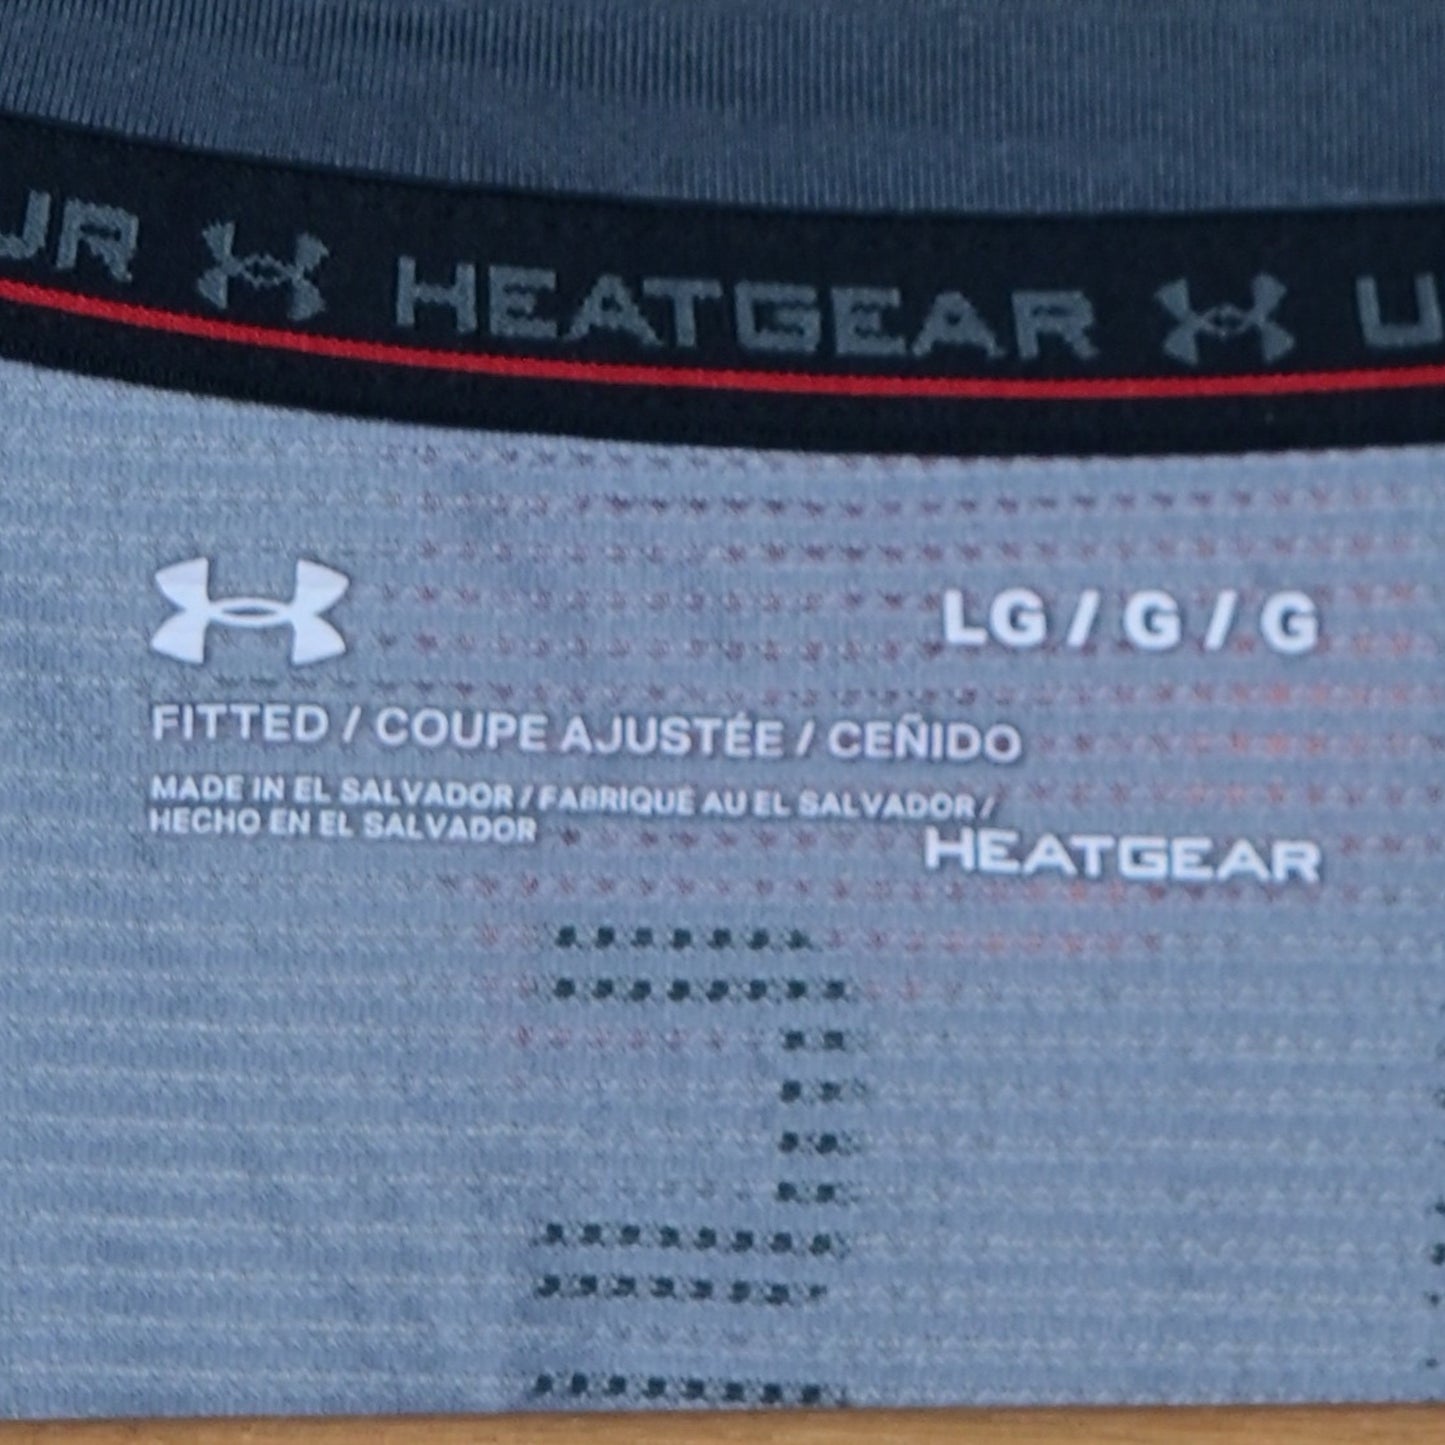 UR HEATGEAR U
LG / G / G
FITTED / COUPE AJUSTÉE / CEÑIDO
MADE IN EL SALVADOR / FABRIQUÉ AU EL SALVADOR /
HECHO EN EL SALVADOR
HEATGEAR